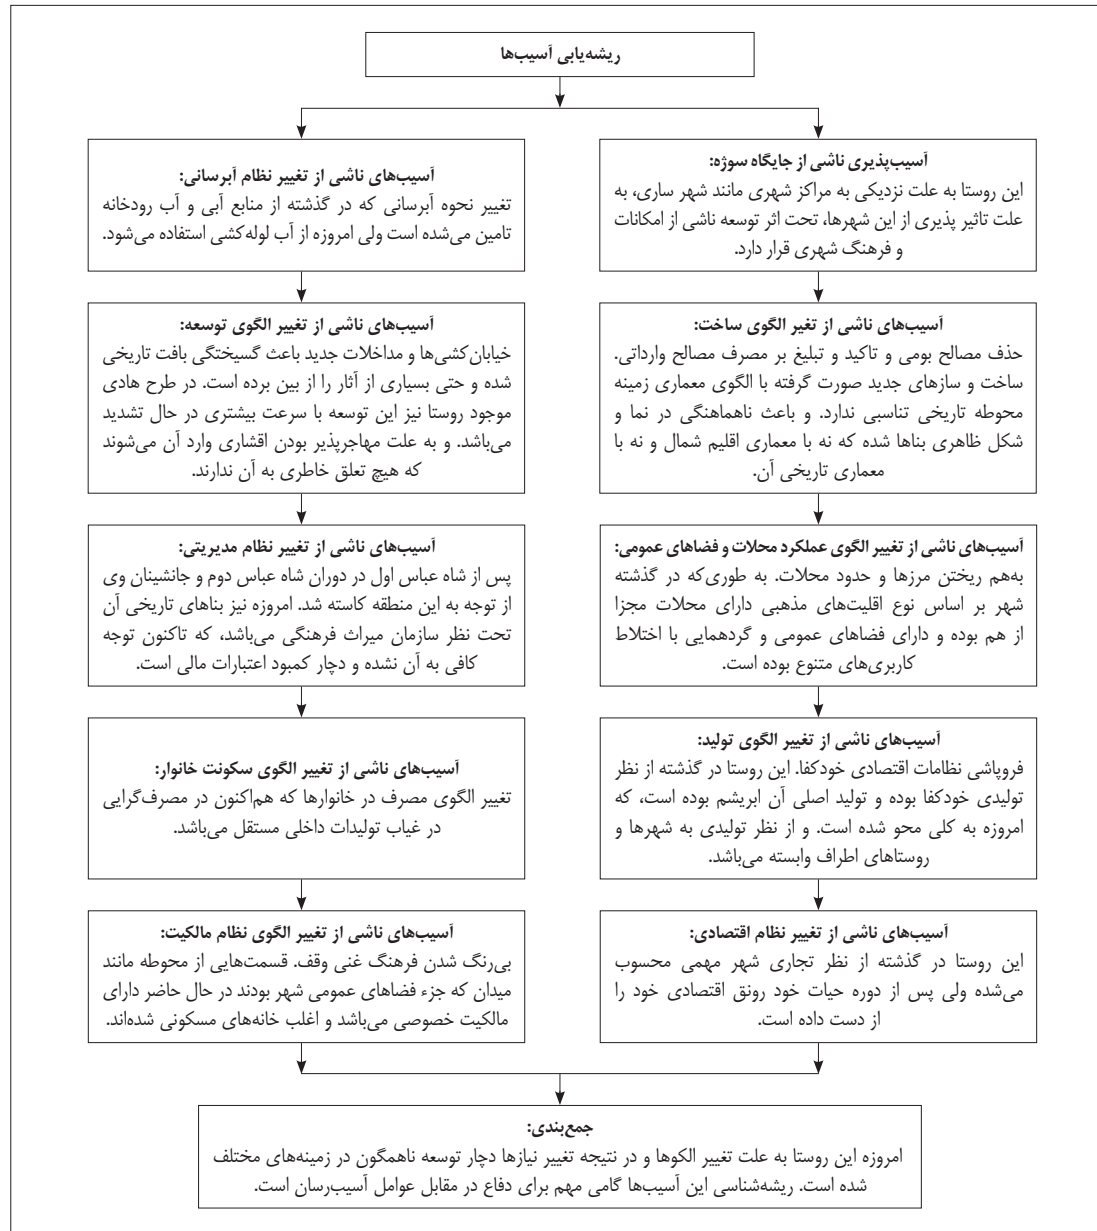 ریشه‌یابی آسیب‌ها
آسیب‌پذیری ناشی از جایگاه سوژه:
این روستا به علت نزدیکی به مراکز شهری مانند شهر ساری، به
علت تاثیر پذیری از این شهرها، تحت اثر توسعه ناشی از امکانات
و فرهنگ شهری قرار دارد.
آسیب‌های ناشی از تغیر الگوی ساخت:
حذف مصالح بومی و تاکید و تبلیغ بر مصرف مصالح وارداتی.
ساخت و سازهای جدید صورت گرفته با الگوی معماری زمینه
محوطه تاریخی تناسبی ندارد. و باعث ناهماهنگی در نما و
شکل ظاهری بناها شده که نه با معماری اقلیم شمال و نه با
معماری تاریخی آن.
آسیب‌های ناشی از تغییر الگوی عملکرد محلات و فضاهای عمومی:
به‌هم ریختن مرزها و حدود محلات. به طوری‌که در گذشته
شهر بر اساس نوع اقلیت‌های مذهبی دارای محلات مجزا
از هم بوده و دارای فضاهای عمومی و گردهمایی با اختلاط
کاربری‌های متنوع بوده است.
آسیب‌های ناشی از تغییر الگوی تولید:
فروپاشی نظامات اقتصادی خودکفا. این روستا در گذشته از نظر
تولیدی خودکفا بوده و تولید اصلی آن ابریشم بوده است، که
امروزه به کلی محو شده است. و از نظر تولیدی به شهرها و
روستاهای اطراف وابسته می‌باشد.
آسیب‌های ناشی از تغییر نظام اقتصادی:
این روستا در گذشته از نظر تجاری شهر مهمی محسوب
می‌شده ولی پس از دوره حیات خود رونق اقتصادی خود را
از دست داده است.
آسیب‌های ناشی از تغییر نظام آبرسانی:
تغییر نحوه آبرسانی که در گذشته از منابع آبی و آب رودخانه
تامین می‌شده است ولی امروزه از آب لوله‌کشی استفاده می‌شود.
آسیب‌های ناشی از تغییر الگوی توسعه:
خیابان‌کشی‌ها و مداخلات جدید باعث گسیختگی بافت تاریخی
شده و حتی بسیاری از آثار را از بین برده است. در طرح هادی
موجود روستا نیز این توسعه با سرعت بیشتری در حال تشدید
می‌باشد. و به علت مهاجرپذیر بودن اقشاری وارد آن می‌شوند
که هیچ تعلق خاطری به آن ندارند.
آسیب‌های ناشی از تغییر نظام مدیریتی:
پس از شاه عباس اول در دوران شاه عباس دوم و جانشینان وی
از توجه به این منطقه کاسته شد. امروزه نیز بناهای تاریخی آن
تحت نظر سازمان میراث فرهنگی می‌باشد، که تاکنون توجه
کافی به آن نشده و دچار کمبود اعتبارات مالی است.
آسیب‌های ناشی از تغییر الگوی سکونت خانوار:
تغییر الگوی مصرف در خانوارها که هم‌اکنون در مصرف‌گرایی
در غیاب تولیدات داخلی مستقل می‌باشد.
آسیب‌های ناشی از تغییر الگوی نظام مالکیت:
بی‌رنگ شدن فرهنگ غنی وقف. قسمت‌هایی از محوطه مانند
میدان که جزء فضاهای عمومی شهر بودند در حال حاضر دارای
مالکیت خصوصی می‌باشد و اغلب خانه‌های مسکونی شده‌اند.
جمع‌بندی:
امروزه این روستا به علت تغییر الکوها و در نتیجه تغییر نیازها دچار توسعه ناهمگون در زمینه‌های مختلف
شده است. ریشه‌شناسی این آسیب‌ها گامی مهم برای دفاع در مقابل عوامل آسیب‌رسان است.